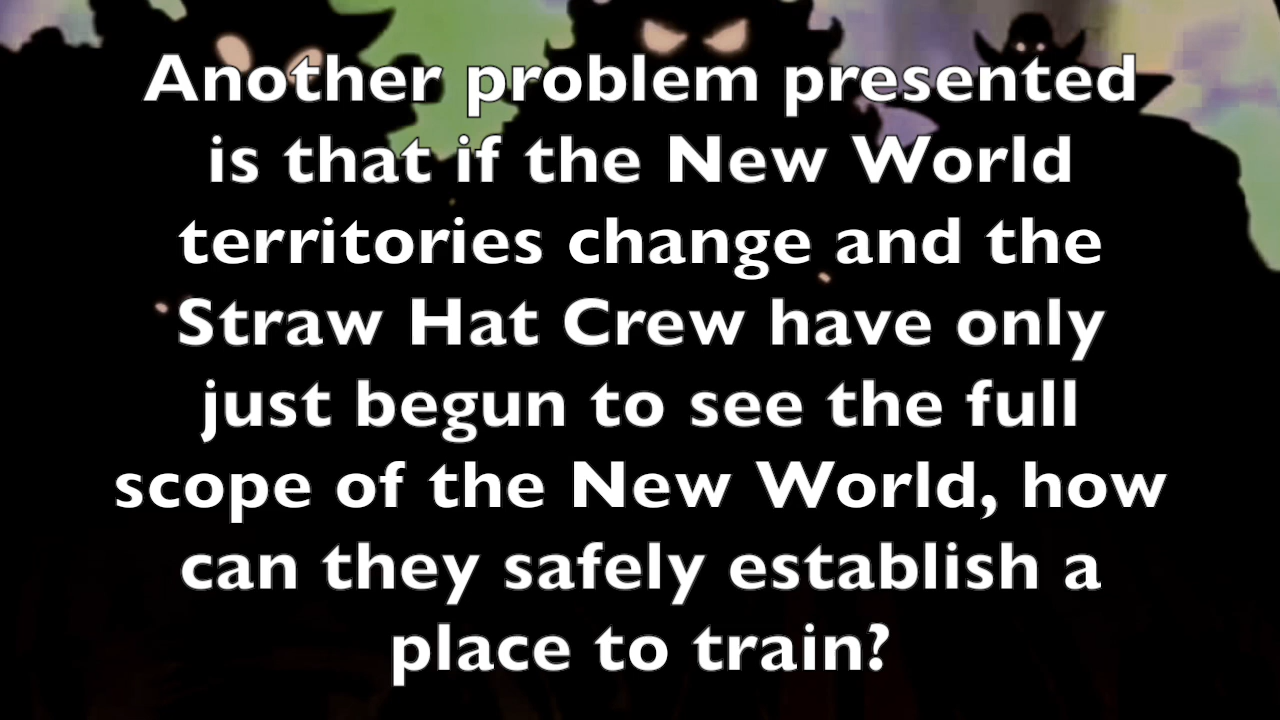 Another problem presented
is that if the New World
territories change and the
Straw Hat Crew have only
just begun to see the full
scope of the New World, how
can they safely establish a
place to train?